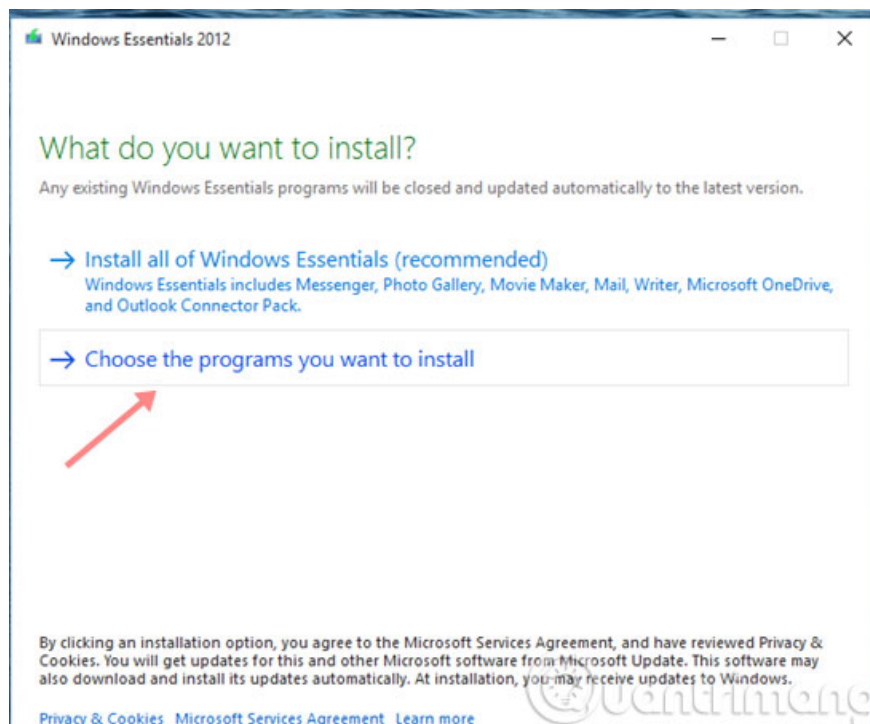 Windows Essentials 2012
What do you want to install?
Any existing Windows Essentials programs will be closed and updated automatically to the latest version.
Install all of Windows Essentials (recommended)
Windows Essentials includes Messenger, Photo Gallery, Movie Maker, Mail, Writer, Microsoft OneDrive,
and Outlook Connector Pack.
Choose the programs you want to install
By clicking an installation option, you agree to the Microsoft Services Agreement, and have reviewed Privacy &
Cookies. You will get updates for this and other Microsoft software from Microsoft Update. This software may
also download and install its updates automatically. At installation, you may receive updates to Windows.
Quantrimang
Privacy & Cookies Microsoft Services Agreement Learn more